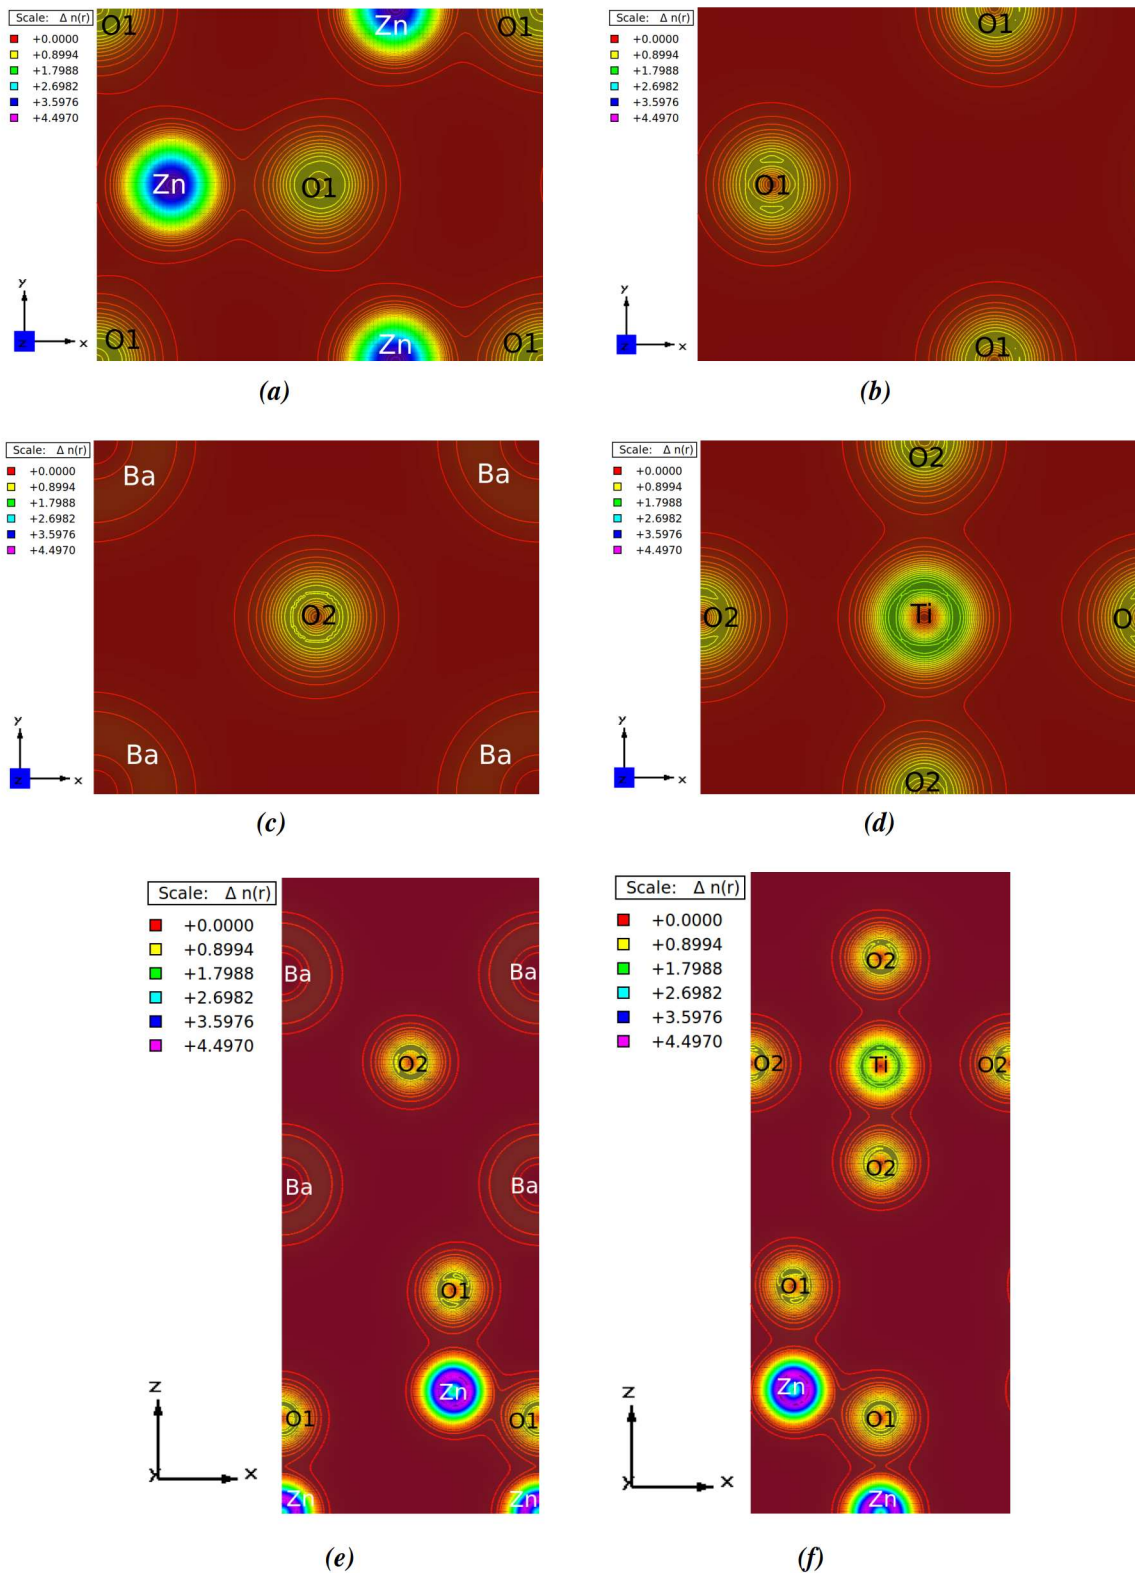 Scale: Δ n(r)
+0.0000
+0.8994
+1.7988
+2.6982
+3.5976
+4.4970
O1
Zn
O1
Zn
O1
O1
Zn
O1
Y
Z
X
(a)
Scale: Δ n(r)
+0.0000
+0.8994
+1.7988
+2.6982
+3.5976
+4.4970
O1
O1
O1
Y
Z
X
(b)
Scale: Δ n(r)
+0.0000
+0.8994
+1.7988
+2.6982
+3.5976
+4.4970
Ba
Ba
O2
Ba
Ba
Y
Z
X
(c)
Scale: Δ n(r)
+0.0000
+0.8994
+1.7988
+2.6982
+3.5976
+4.4970
O2
O2
Ti
O
O2
(d)
Scale: Δ n(r)
+0.0000
+0.8994
+1.7988
+2.6982
+3.5976
+4.4970
Ba
Ba
O2
Ba
Ba
O1
Zn
O1
O1
Zn
Zn
Z
Y
X
(e)
Scale: Δ n(r)
+0.0000
+0.8994
+1.7988
+2.6982
+3.5976
+4.4970
O2
O2
Ti
O2
O2
O1
Zn
O1
Zn
Z
Y
X
(f)